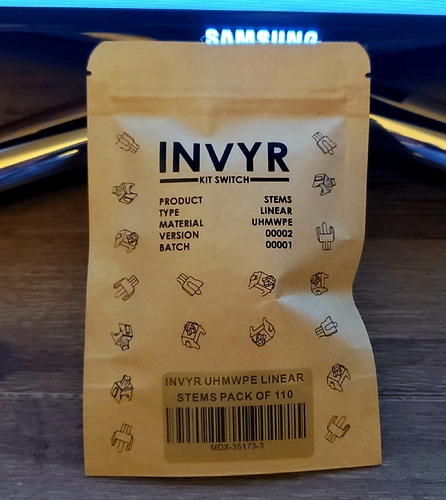 SAMSUNG
INVYR
KIT SWITCH
PRODUCT STEMS
TYPE LINEAR
MATERIAL UHMWPE
VERSION 00002
BATCH 00001
INVYR UHMWPE LINEAR
STEMS PACK OF 110
MDX-35173-3